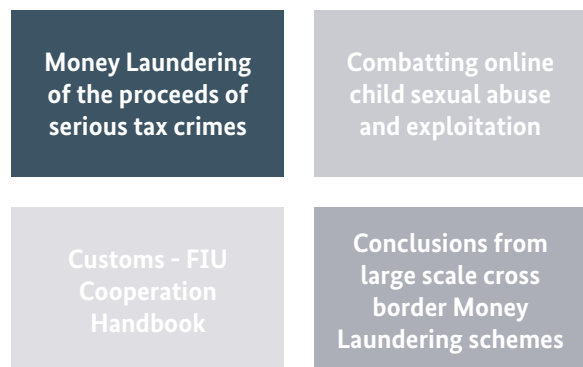 Money Laundering
of the proceeds of
serious tax crimes
Combatting online
child sexual abuse
and exploitation
Customs - FIU
Cooperation
Handbook
Conclusions from
large scale cross
border Money
Laundering schemes